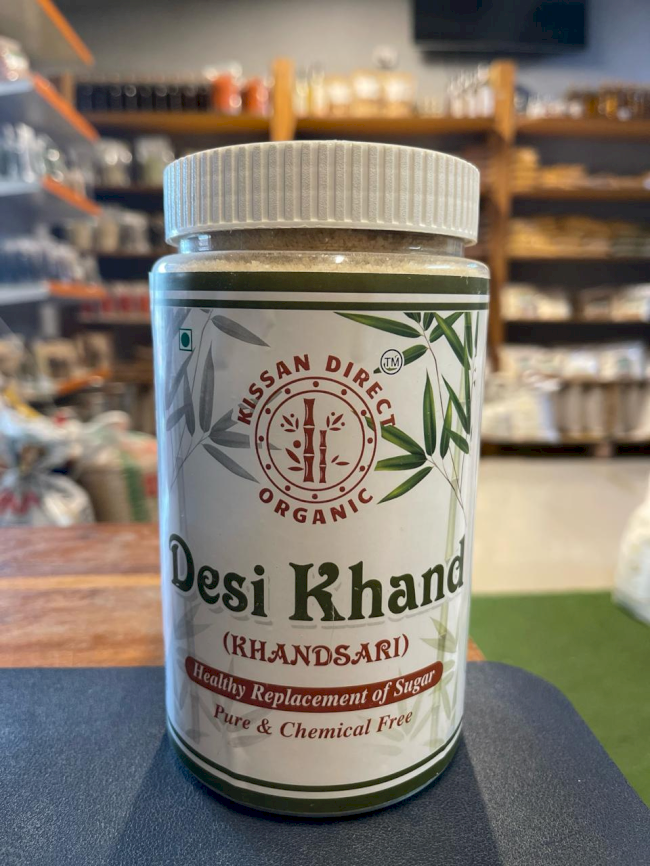 KISSAN DIRECT
TM
ORGANIC
Desi Khand
(KHANDSARI)
Healthy Replacement of Sugar
Pure & Chemical Free